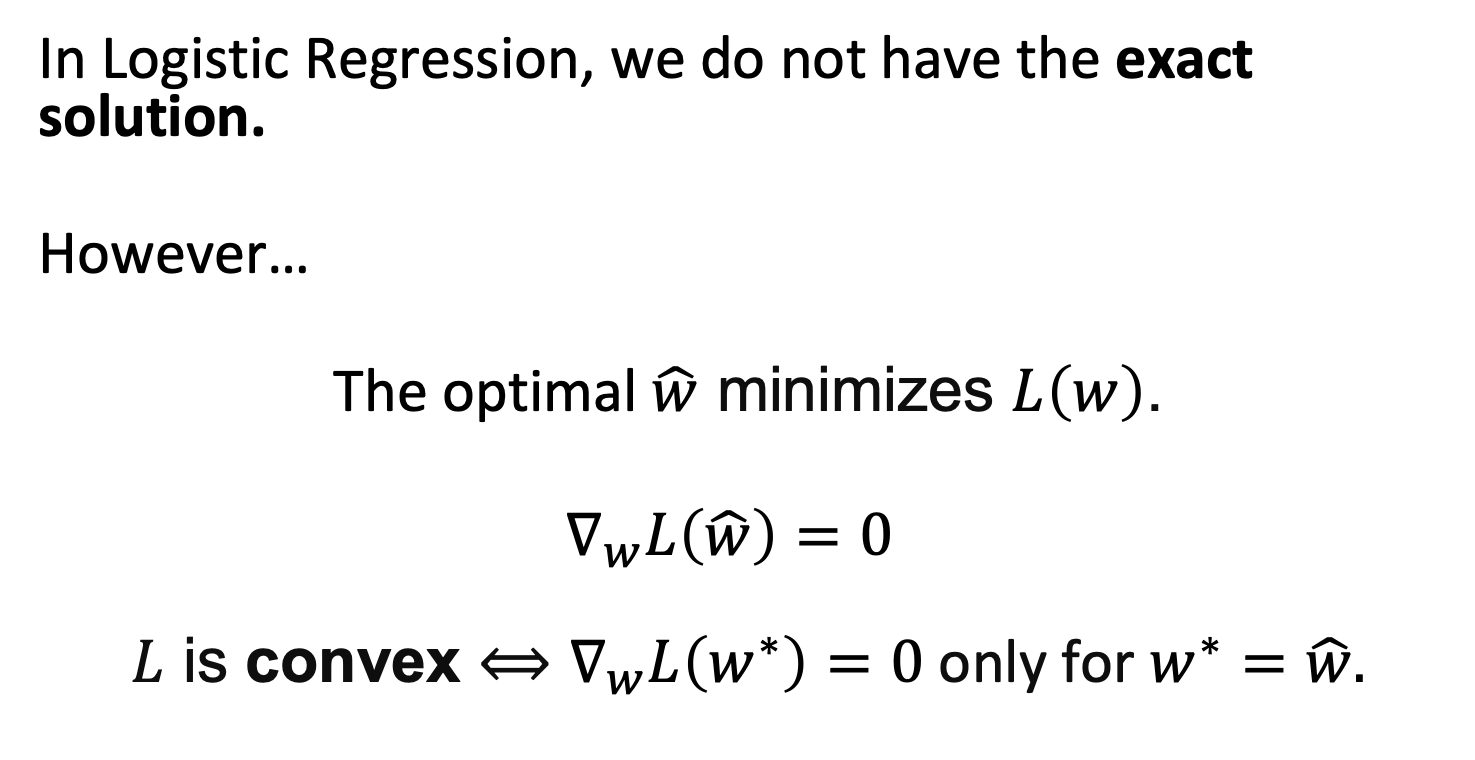 In Logistic Regression, we do not have the exact
solution.
However…
The optimal ŵ minimizes L(w).
∇wL(ŵ) = 0
L is convex ⟺ ∇wL(w*) = 0 only for w* = ŵ.